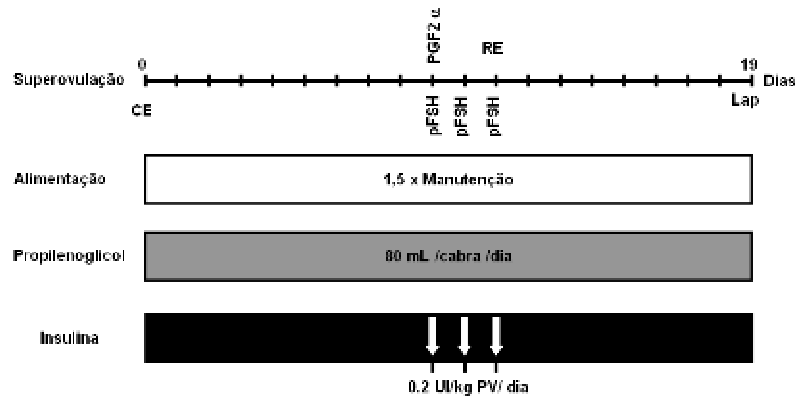 PGF2 α
RE
0
19
Superovulação
Dias
CE
pFSH
pFSH
pFSH
Lap
Alimentação
1,5 x Manutenção
Propilenoglicol
80 mL /cabra /dia
Insulina
0.2 UI/kg PV/ dia